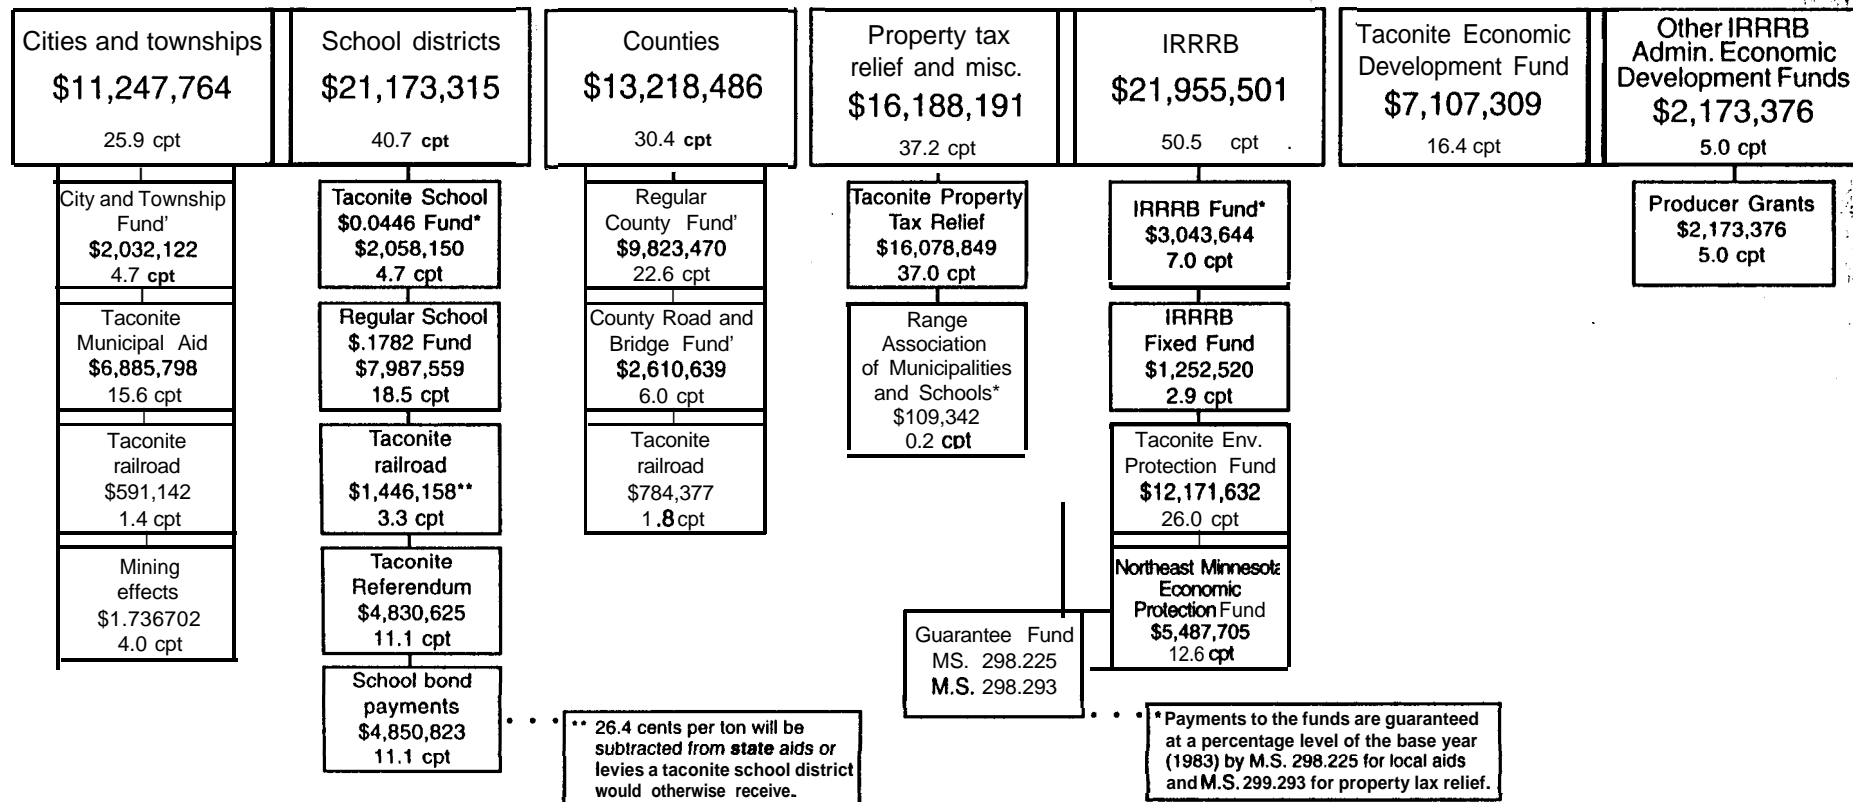 Cities and townships
$11,247,764
25.9 cpt
City and Township
Fund'
$2,032,122
4.7 cpt
Taconite
Municipal Aid
$6,885,798
15.6 cpt
Taconite
railroad
$591,142
1.4 cpt
Mining
effects
$1.736702
4.0 cpt
School districts
$21,173,315
40.7 cpt
Taconite School
$0.0446 Fund*
$2,058,150
4.7 cpt
Regular School
$.1782 Fund
$7,987,559
18.5 cpt
Taconite
railroad
$1,446,158**
3.3 cpt
Taconite
Referendum
$4,830,625
11.1 cpt
School bond
payments
$4,850,823
11.1 cpt
** 26.4 cents per ton will be
subtracted from state aids or
levies a taconite school district
would otherwise receive.
Counties
$13,218,486
30.4 cpt
Regular
County Fund'
$9,823,470
22.6 cpt
County Road and
Bridge Fund'
$2,610,639
6.0 cpt
Taconite
railroad
$784,377
1.8 cpt
Property tax
relief and misc.
$16,188,191
37.2 cpt
Taconite Property
Tax Relief
$16,078,849
37.0 cpt
Range
Association
of Municipalities
and Schools*
$109,342
0.2 cpt
IRRRB
$21,955,501
50.5 cpt .
IRRRB Fund*
$3,043,644
7.0 cpt
IRRRB
Fixed Fund
$1,252,520
2.9 cpt
Taconite Env.
Protection Fund
$12,171,632
26.0 cpt
Northeast Minnesota
Economic
Protection Fund
$5,487,705
12.6 cpt
Guarantee Fund
MS. 298.225
M.S. 298.293
* Payments to the funds are guaranteed
at a percentage level of the base year
(1983) by M.S. 298.225 for local aids
and M.S. 299.293 for property lax relief.
Taconite Economic
Development Fund
$7,107,309
16.4 cpt
Other IRRRB
Admin. Economic
Development Funds
$2,173,376
5.0 cpt
Producer Grants
$2,173,376
5.0 cpt